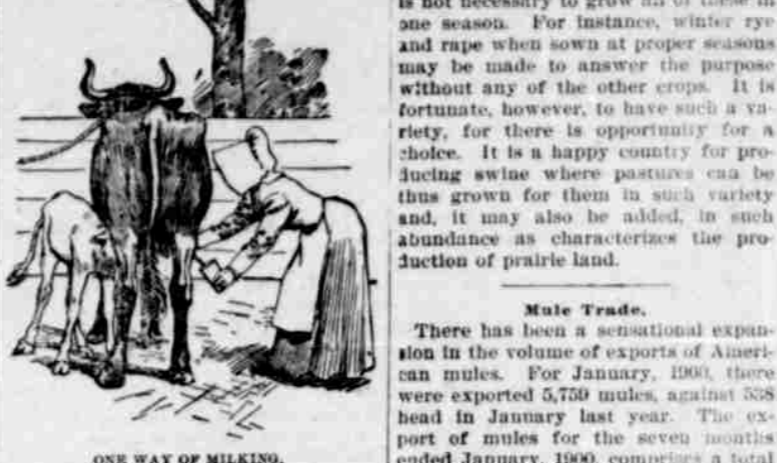 ONE WAY OF MILKING.
is not necessary to grow all of these in
one season. For instance, winter rye
and rape when sown at proper seasons
may be made to answer the purpose
without any of the other crops. It is
fortunate, however, to have such a va-
riety, for there is opportunity for a
choice. It is a happy country for pro-
ducing swine where pastures can be
thus grown for them in such variety
and, it may also be added, in such
abundance as characterizes the pro-
duction of prairie land.
Mule Trade.
There has been a sensational expan-
sion in the volume of exports of Ameri-
can mules. For January, 1900, there
were exported 5,759 mules, against 538
head in January last year. The ex-
port of mules for the seven months
ended January, 1900, comprises a total